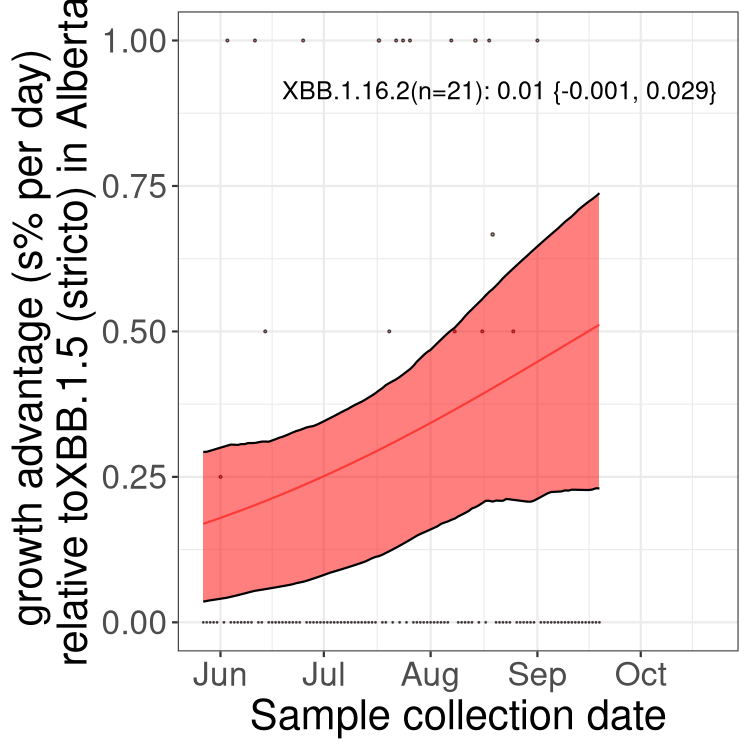 growth advantage (s% per day)
relative toXBB.1.5 (stricto) in Alberta
1.00
0.75
0.50
0.25
0.00
XBB.1.16.2(n=21): 0.01 {-0.001, 0.029}
Jun Jul Aug Sep Oct
Sample collection date